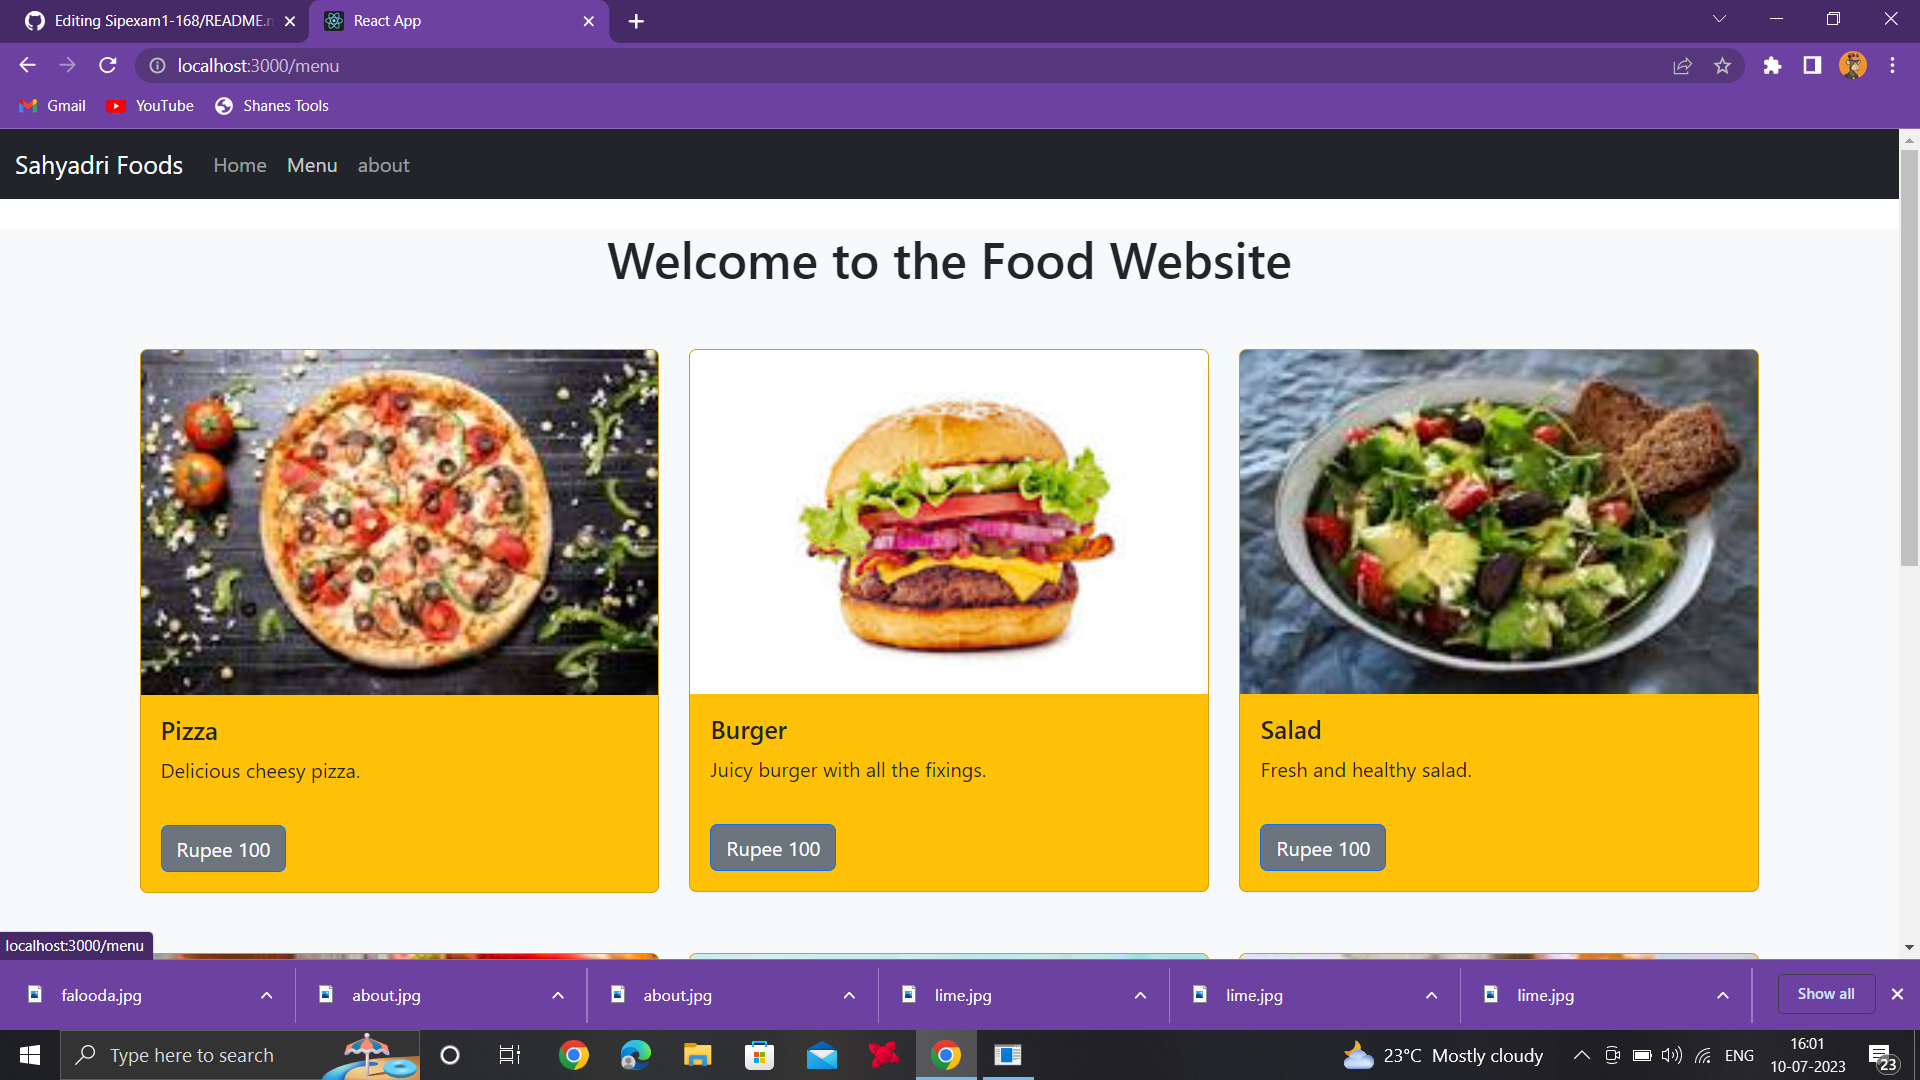 Editing Sipexam1-168/README.m
React App
localhost:3000/menu
Gmail
YouTube
Shanes Tools
Sahyadri Foods
Home
Menu
about
Welcome to the Food Website
Pizza
Delicious cheesy pizza.
Rupee 100
Burger
Juicy burger with all the fixings.
Rupee 100
Salad
Fresh and healthy salad.
Rupee 100
localhost:3000/menu
falooda.jpg
about.jpg
about.jpg
lime.jpg
lime.jpg
lime.jpg
Show all
Type here to search
23°C Mostly cloudy
ENG
16:01
10-07-2023
23